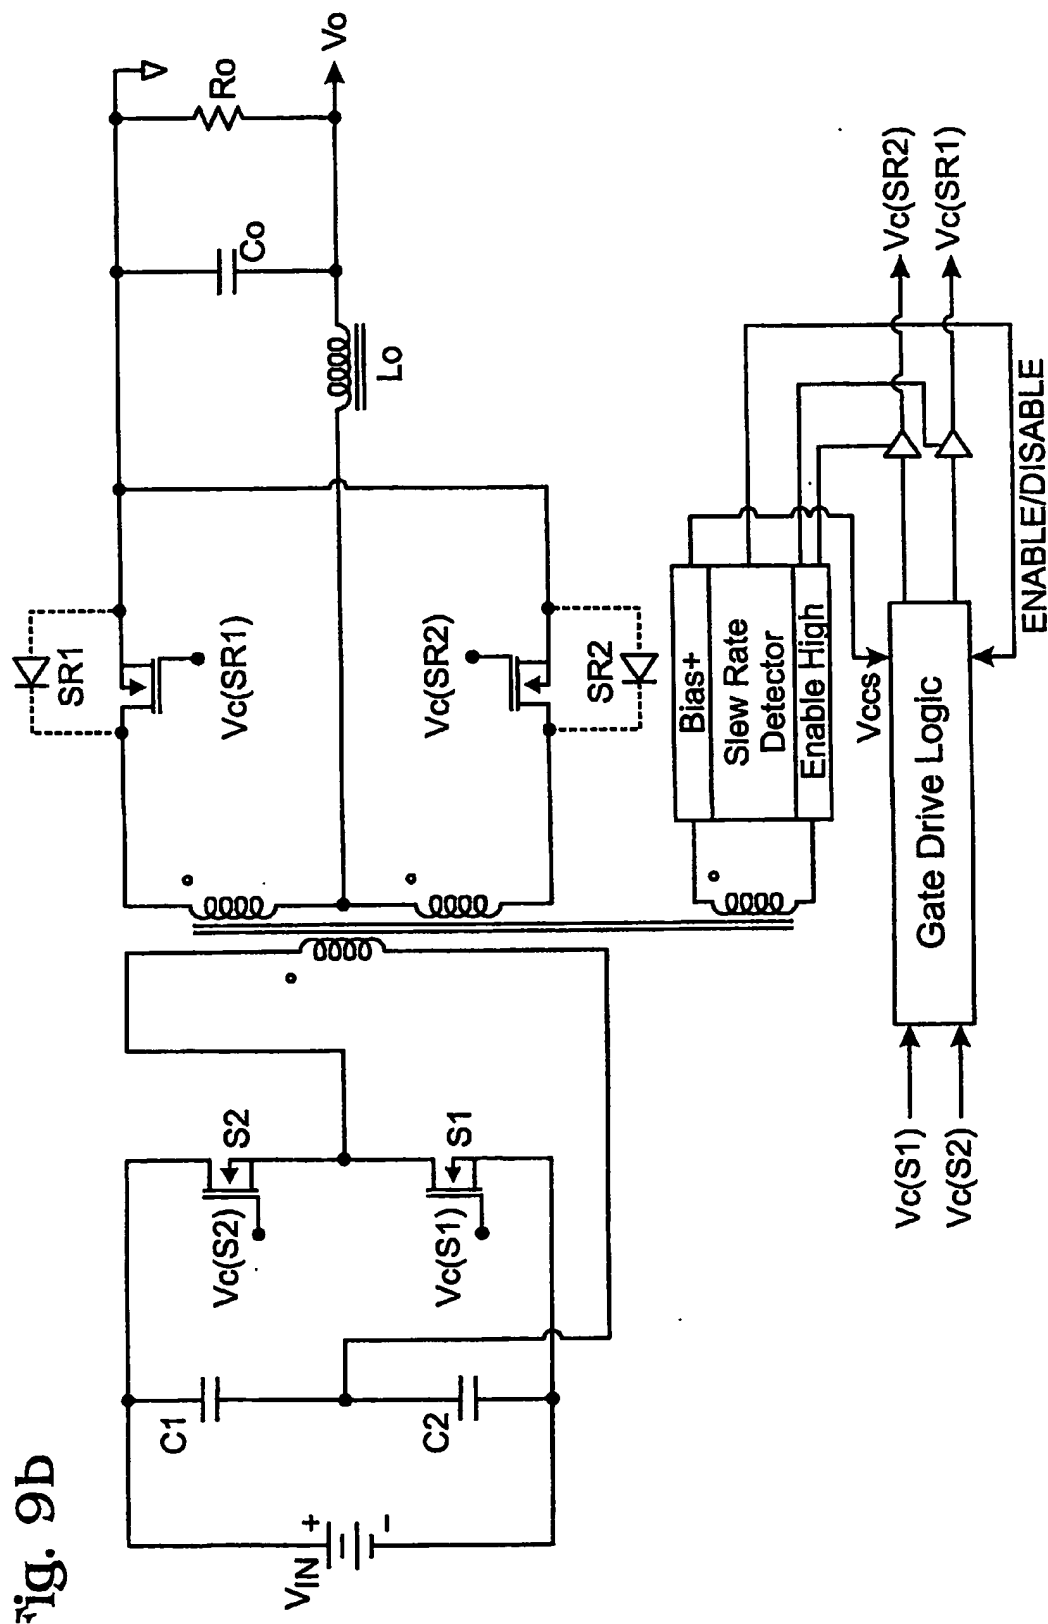 Fig. 9b
VIN
+
-
C1
C2
Vc(S2)
S2
Vc(S1)
S1
SR1
Vc(SR1)
Vc(SR2)
SR2
Lo
Co
Ro
Vo
Bias+
Slew Rate
Detector
Enable High
Vccs
Gate Drive Logic
Vc(S1)
Vc(S2)
Vc(SR2)
Vc(SR1)
ENABLE/DISABLE